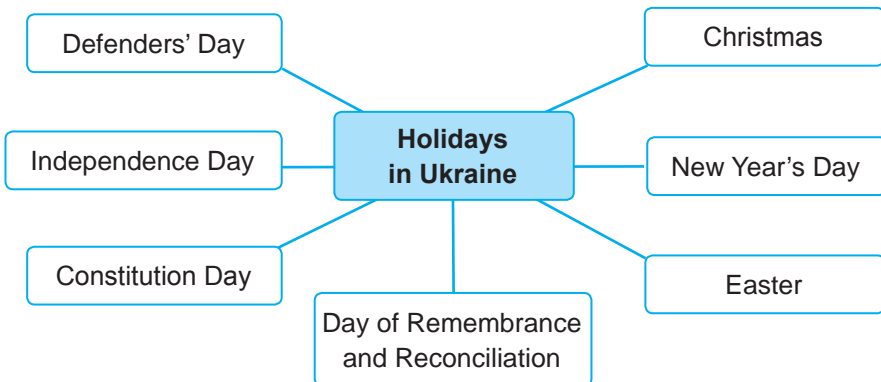 Defenders’ Day
Christmas
Holidays
in Ukraine
Independence Day
New Year’s Day
Constitution Day
Easter
Day of Remembrance
and Reconciliation